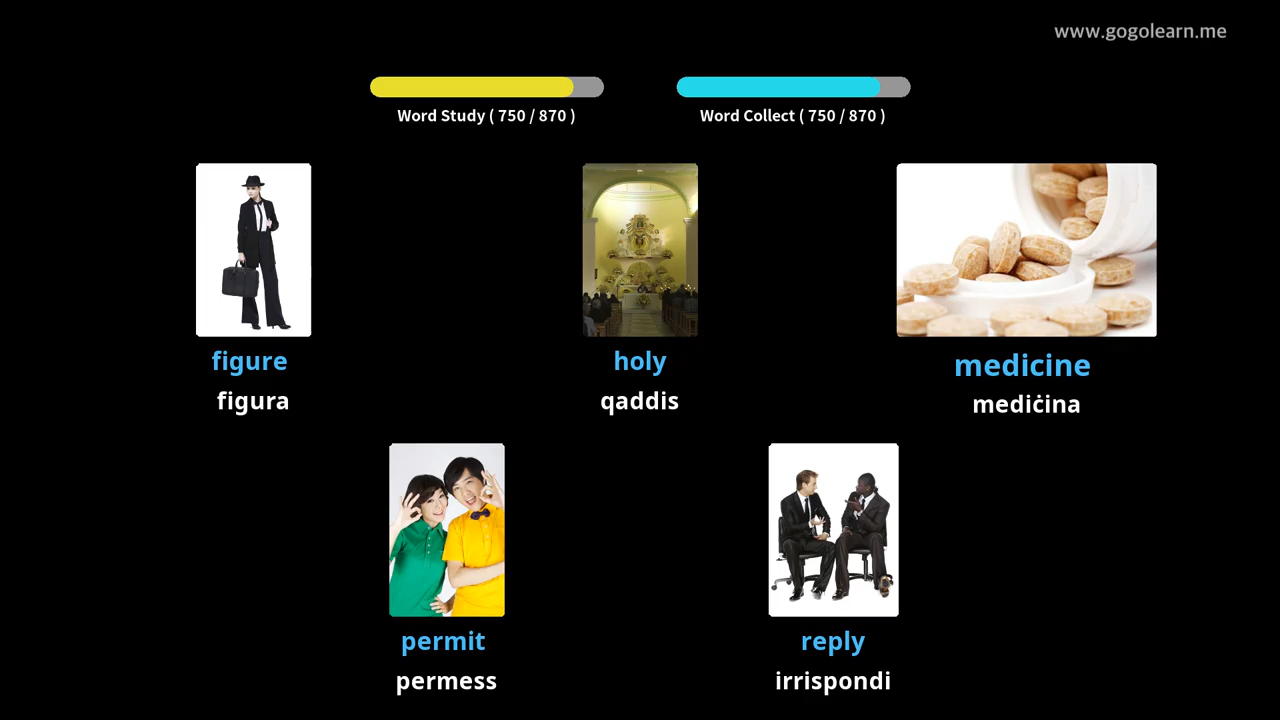 www.gogolearn.me
Word Study ( 750 / 870 )
Word Collect ( 750 / 870 )
figure
figura
holy
qaddis
medicine
mediċina
permit
permess
reply
irrispondi